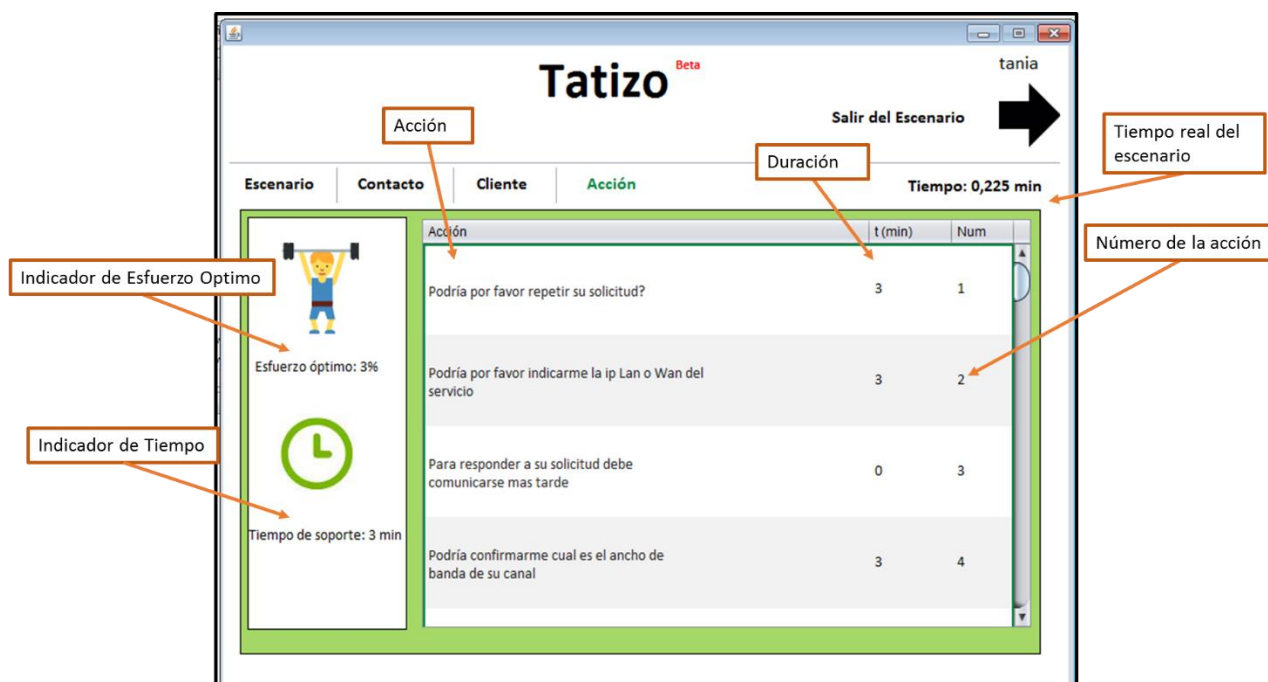 Tatizo Beta
tania
Salir del Escenario
Acción
Duración
Tiempo real del
escenario
Escenario Contacto Cliente Acción
Tiempo: 0,225 min
Acción t (min) Num
Número de la acción
Indicador de Esfuerzo Optimo
Podría por favor repetir su solicitud? 3 1
Esfuerzo óptimo: 3%
Podría por favor indicarme la ip Lan o Wan del
servicio
3 2
Indicador de Tiempo
Para responder a su solicitud debe
comunicarse mas tarde
0 3
Tiempo de soporte: 3 min
Podría confirmarme cual es el ancho de
banda de su canal
3 4